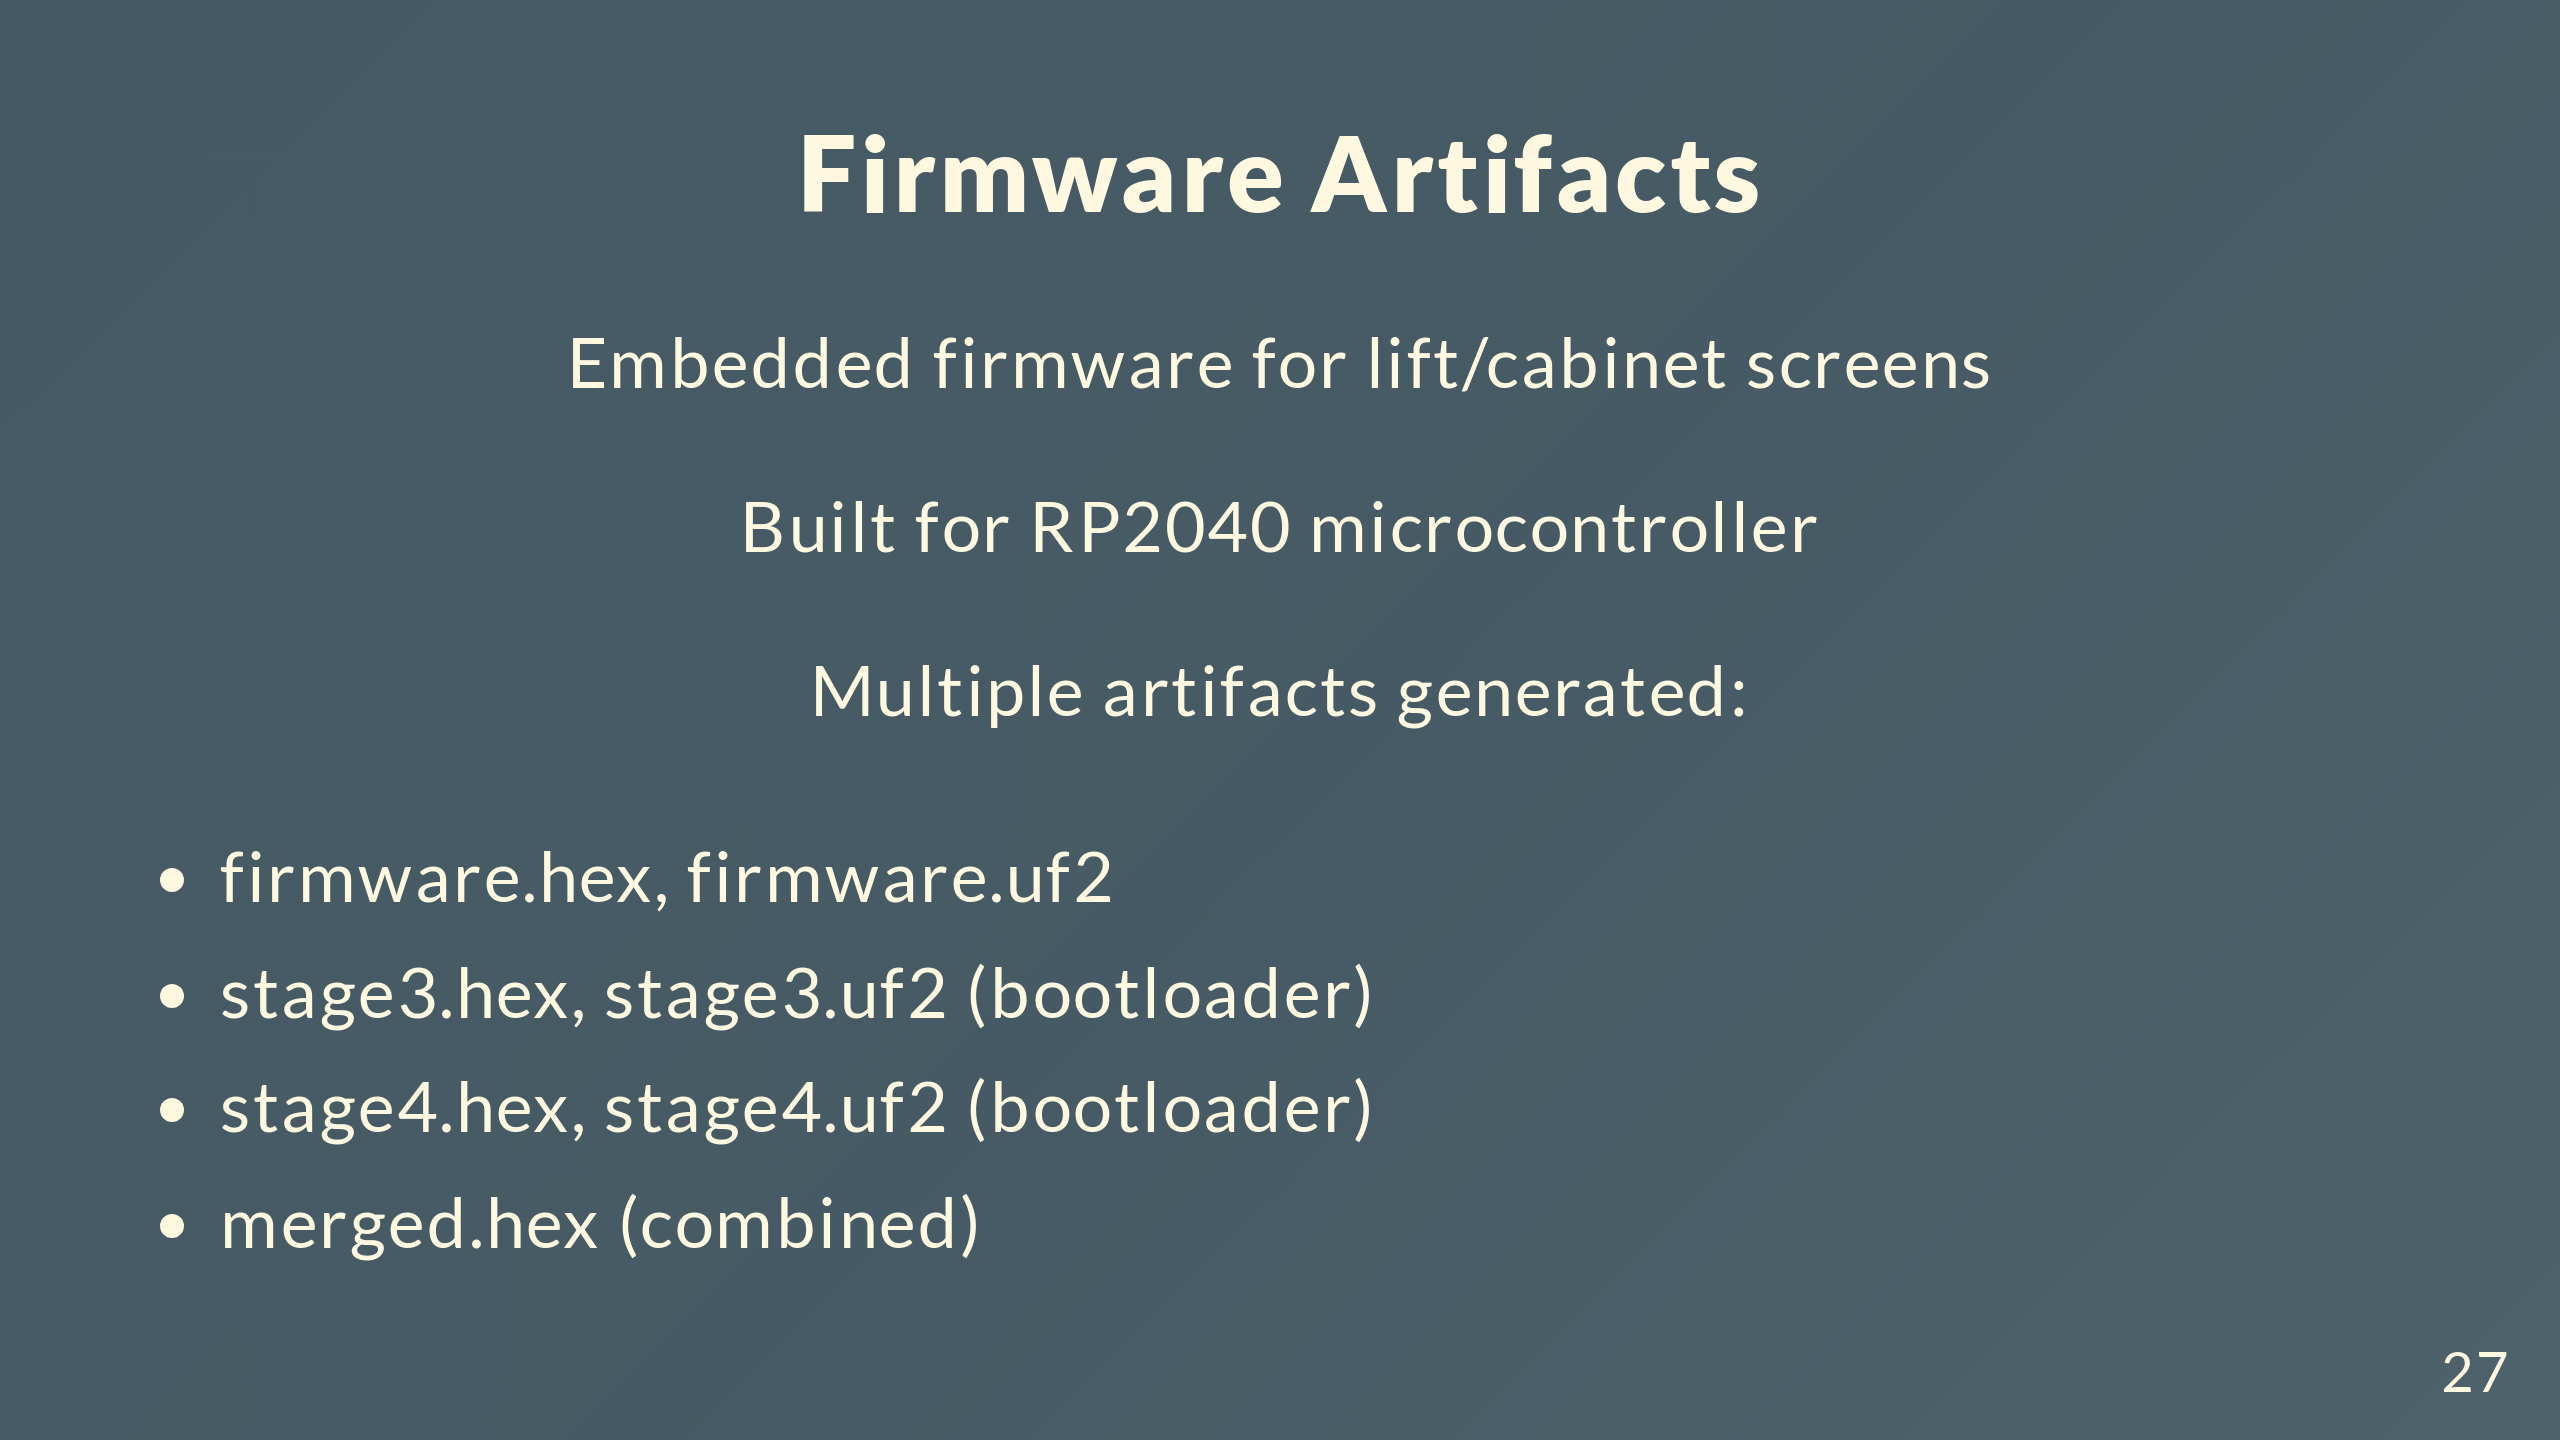 Firmware Artifacts
Embedded firmware for lift/cabinet screens
Built for RP2040 microcontroller
Multiple artifacts generated:
• firmware.hex, firmware.uf2
• stage3.hex, stage3.uf2 (bootloader)
• stage4.hex, stage4.uf2 (bootloader)
• merged.hex (combined)
27